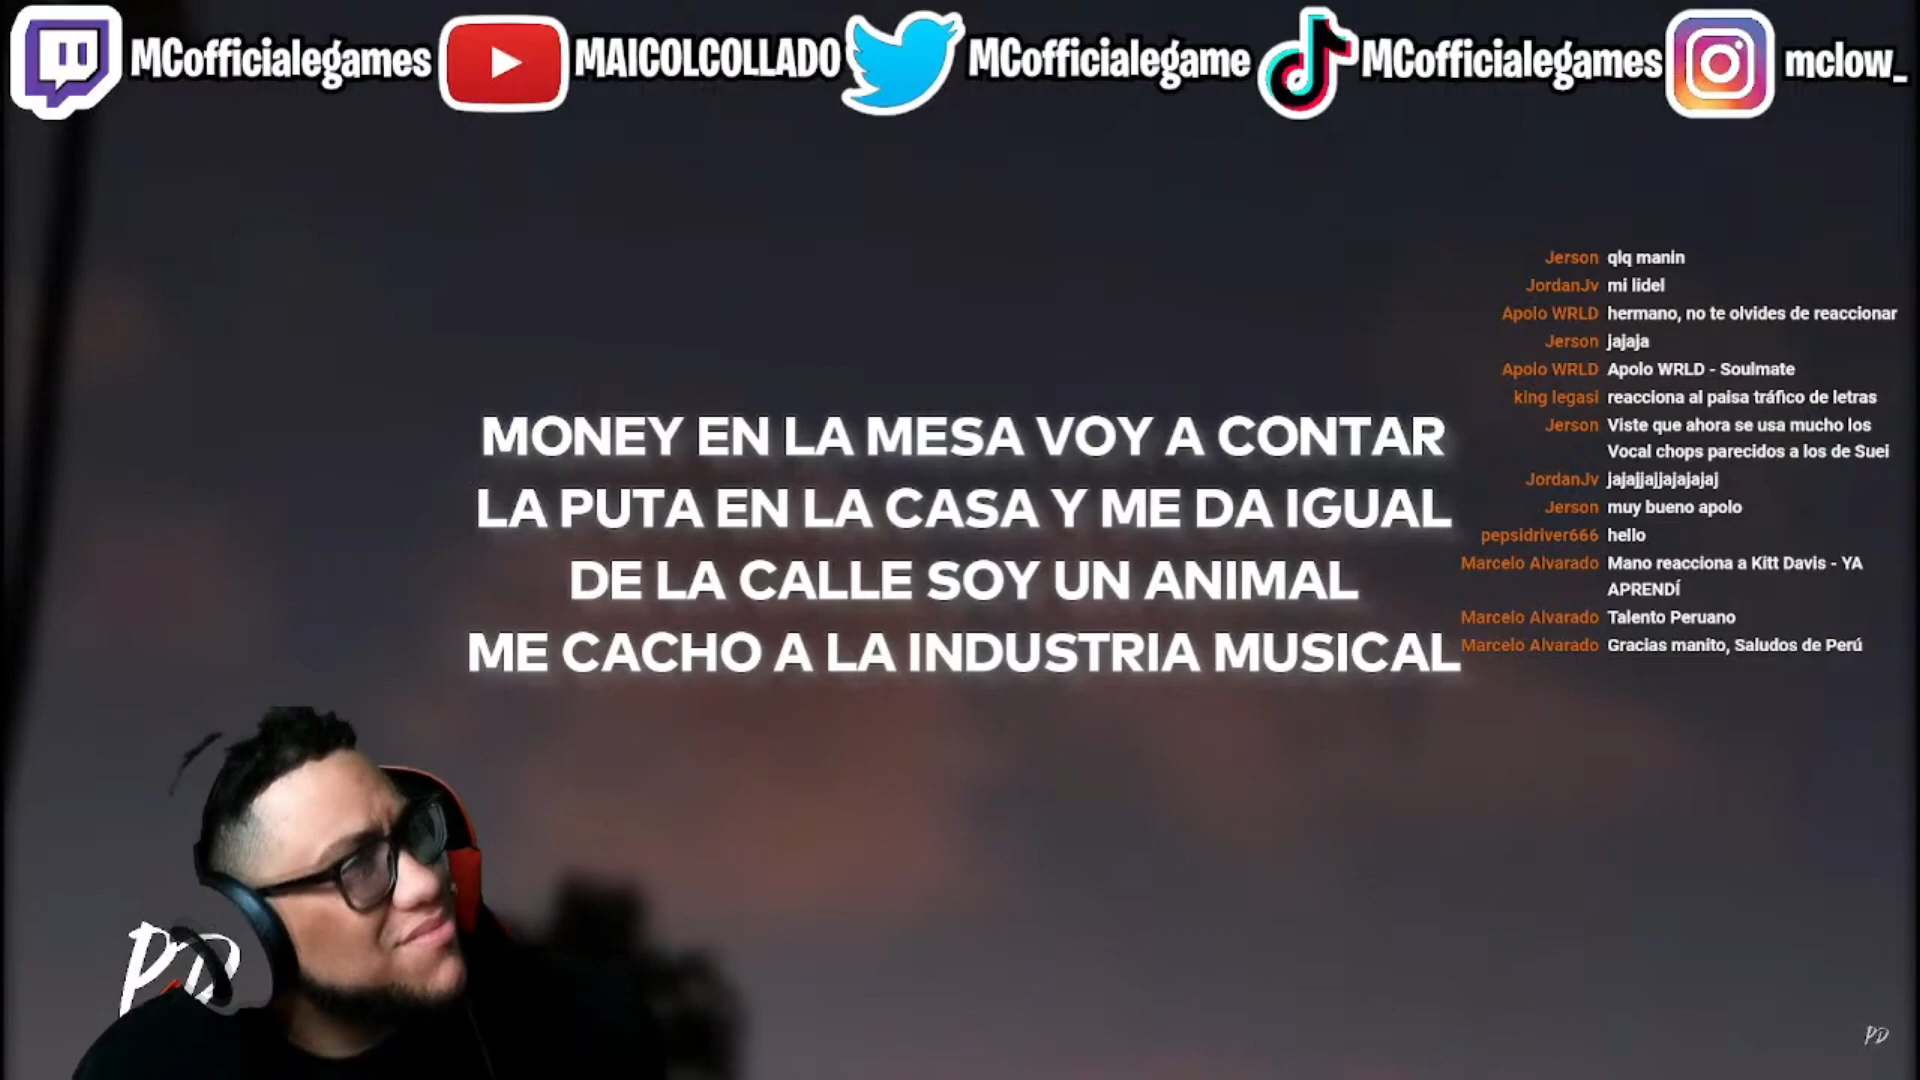 MCofficialegames MAICOLCOLLADO MCofficialegame MCofficialegames mclow_
MONEY EN LA MESA VOY A CONTAR
LA PUTA EN LA CASA Y ME DA IGUAL
DE LA CALLE SOY UN ANIMAL
ME CACHO A LA INDUSTRIA MUSICAL
Jerson qlq manin
JordanJv mi lidel
Apolo WRLD hermano, no te olvides de reaccionar
Jerson jajaja
Apolo WRLD Apolo WRLD - Soulmate
king legasi reacciona al paisa tráfico de letras
Jerson Viste que ahora se usa mucho los
Vocal chops parecidos a los de Suei
JordanJv jajajjajjajajajaj
Jerson muy bueno apolo
pepsidriver666 hello
Marcelo Alvarado Mano reacciona a Kitt Davis - YA
APRENDÍ
Marcelo Alvarado Talento Peruano
Marcelo Alvarado Gracias manito, Saludos de Perú
PD
PD